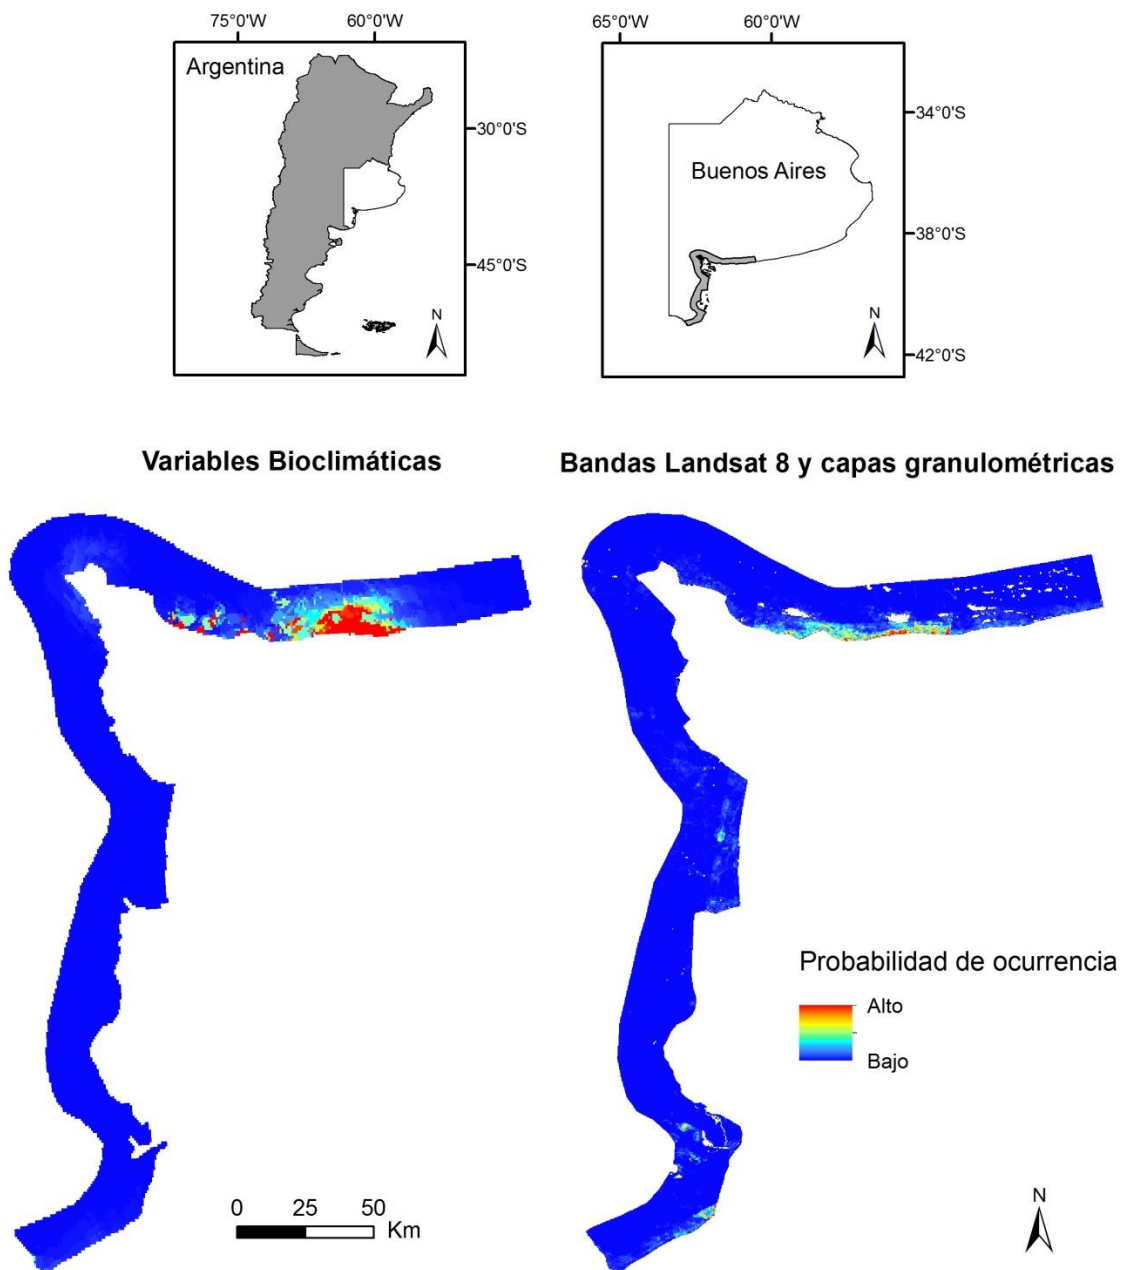 75°0'W 60°0'W
65°0'W 60°0'W
Argentina
30°0'S
45°0'S
N
34°0'S
Buenos Aires
38°0'S
42°0'S
N
Variables Bioclimáticas
Bandas Landsat 8 y capas granulométricas
Probabilidad de ocurrencia
Alto
Bajo
0 25 50
Km
N